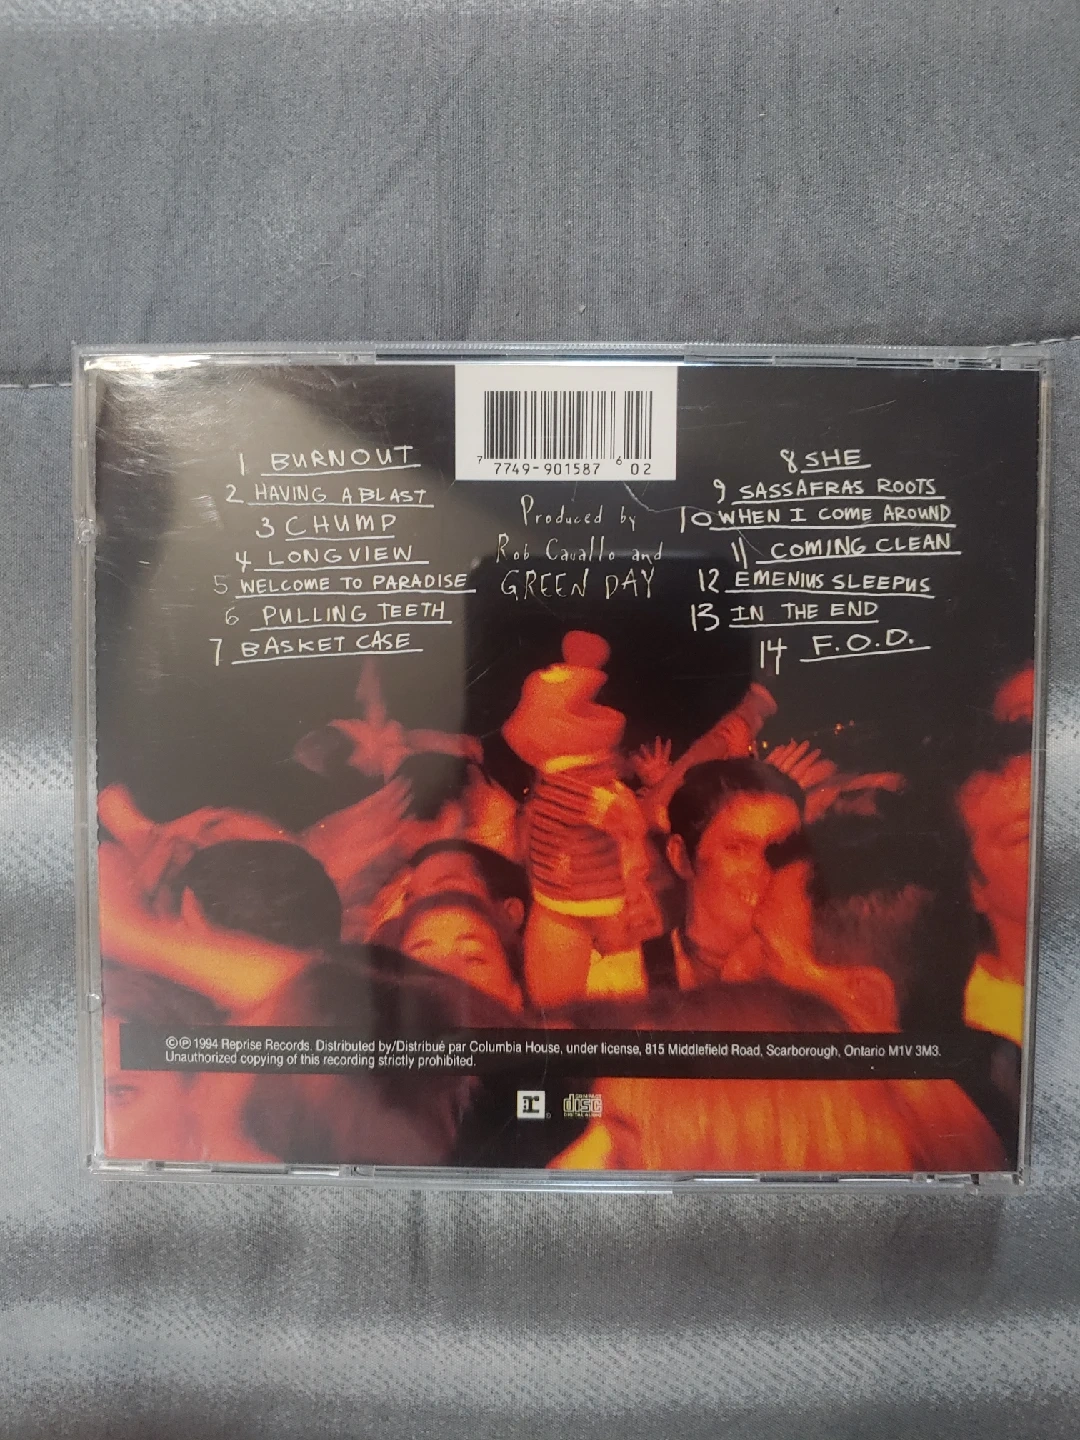 7 7749-901587 6 02
1 BURNOUT
2 HAVING A BLAST
3 CHUMP
4 LONGVIEW
5 WELCOME TO PARADISE
6 PULLING TEETH
7 BASKET CASE
Produced by
Rob Cavallo and
GREEN DAY
8 SHE
9 SASSAFRAS ROOTS
10 WHEN I COME AROUND
11 COMING CLEAN
12 EMENIUS SLEEPUS
13 IN THE END
14 F.O.D.
©℗ 1994 Reprise Records. Distributed by/Distribué par Columbia House, under license, 815 Middlefield Road, Scarborough, Ontario M1V 3M3.
Unauthorized copying of this recording strictly prohibited.
r
COMPACT
disc
DIGITAL AUDIO